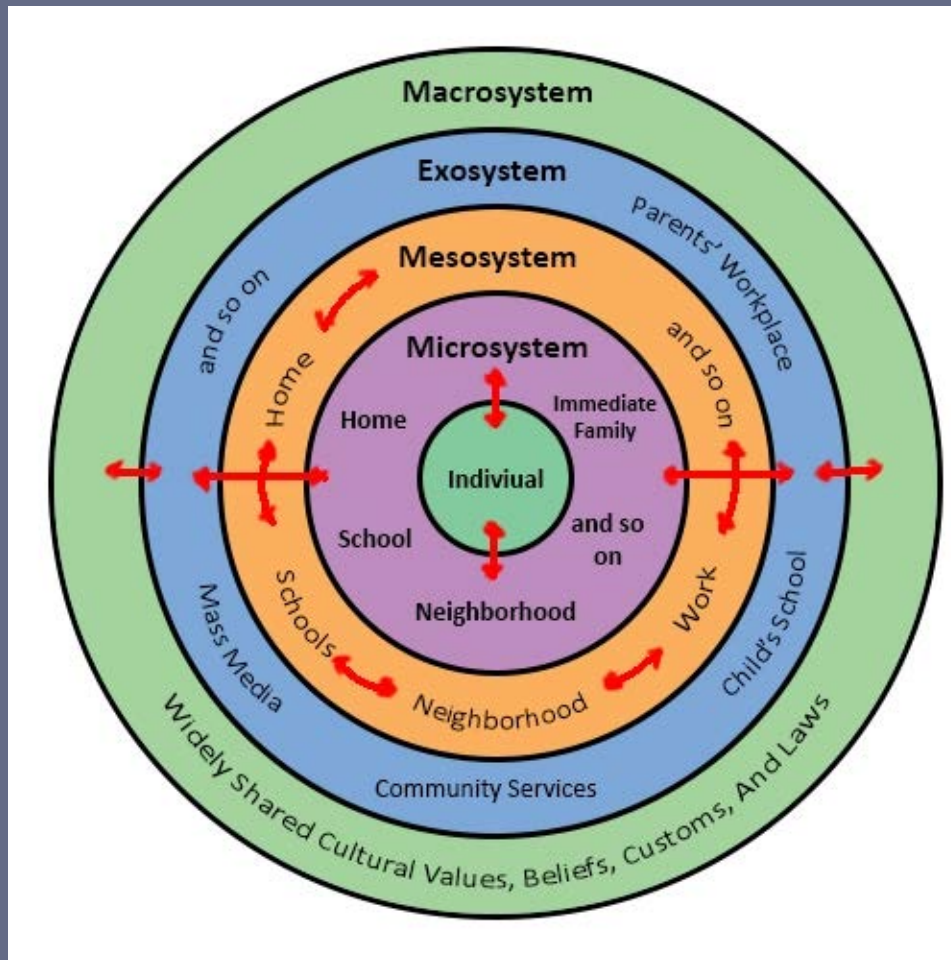 Macrosystem
Exosystem
Parents' Workplace
and so on
Mesosystem
Home
and so on
Microsystem
Home
Immediate
Family
Indiviual
School
and so
on
Neighborhood
Schools
Work
Neighborhood
Mass Media
Child's School
Community Services
Widely Shared Cultural Values, Beliefs, Customs, And Laws